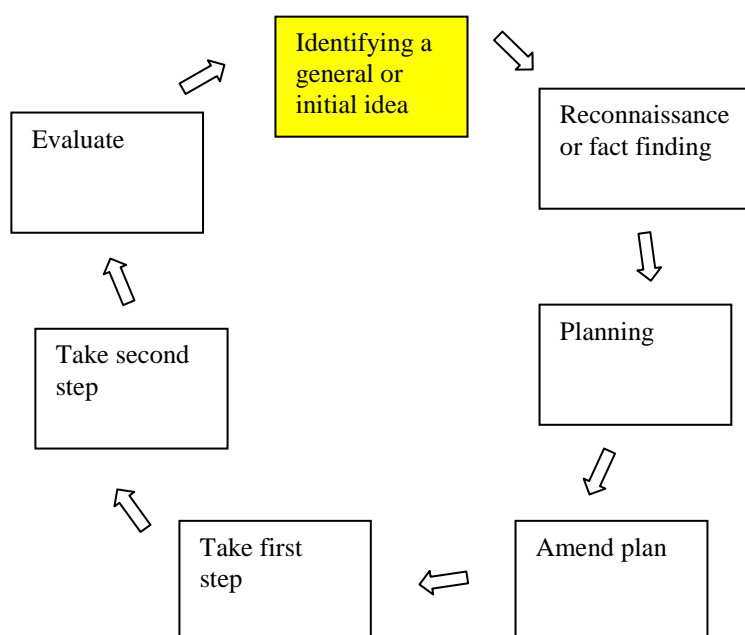 Identifying a
general or
initial idea
Reconnaissance
or fact finding
Planning
Amend plan
Take first
step
Take second
step
Evaluate